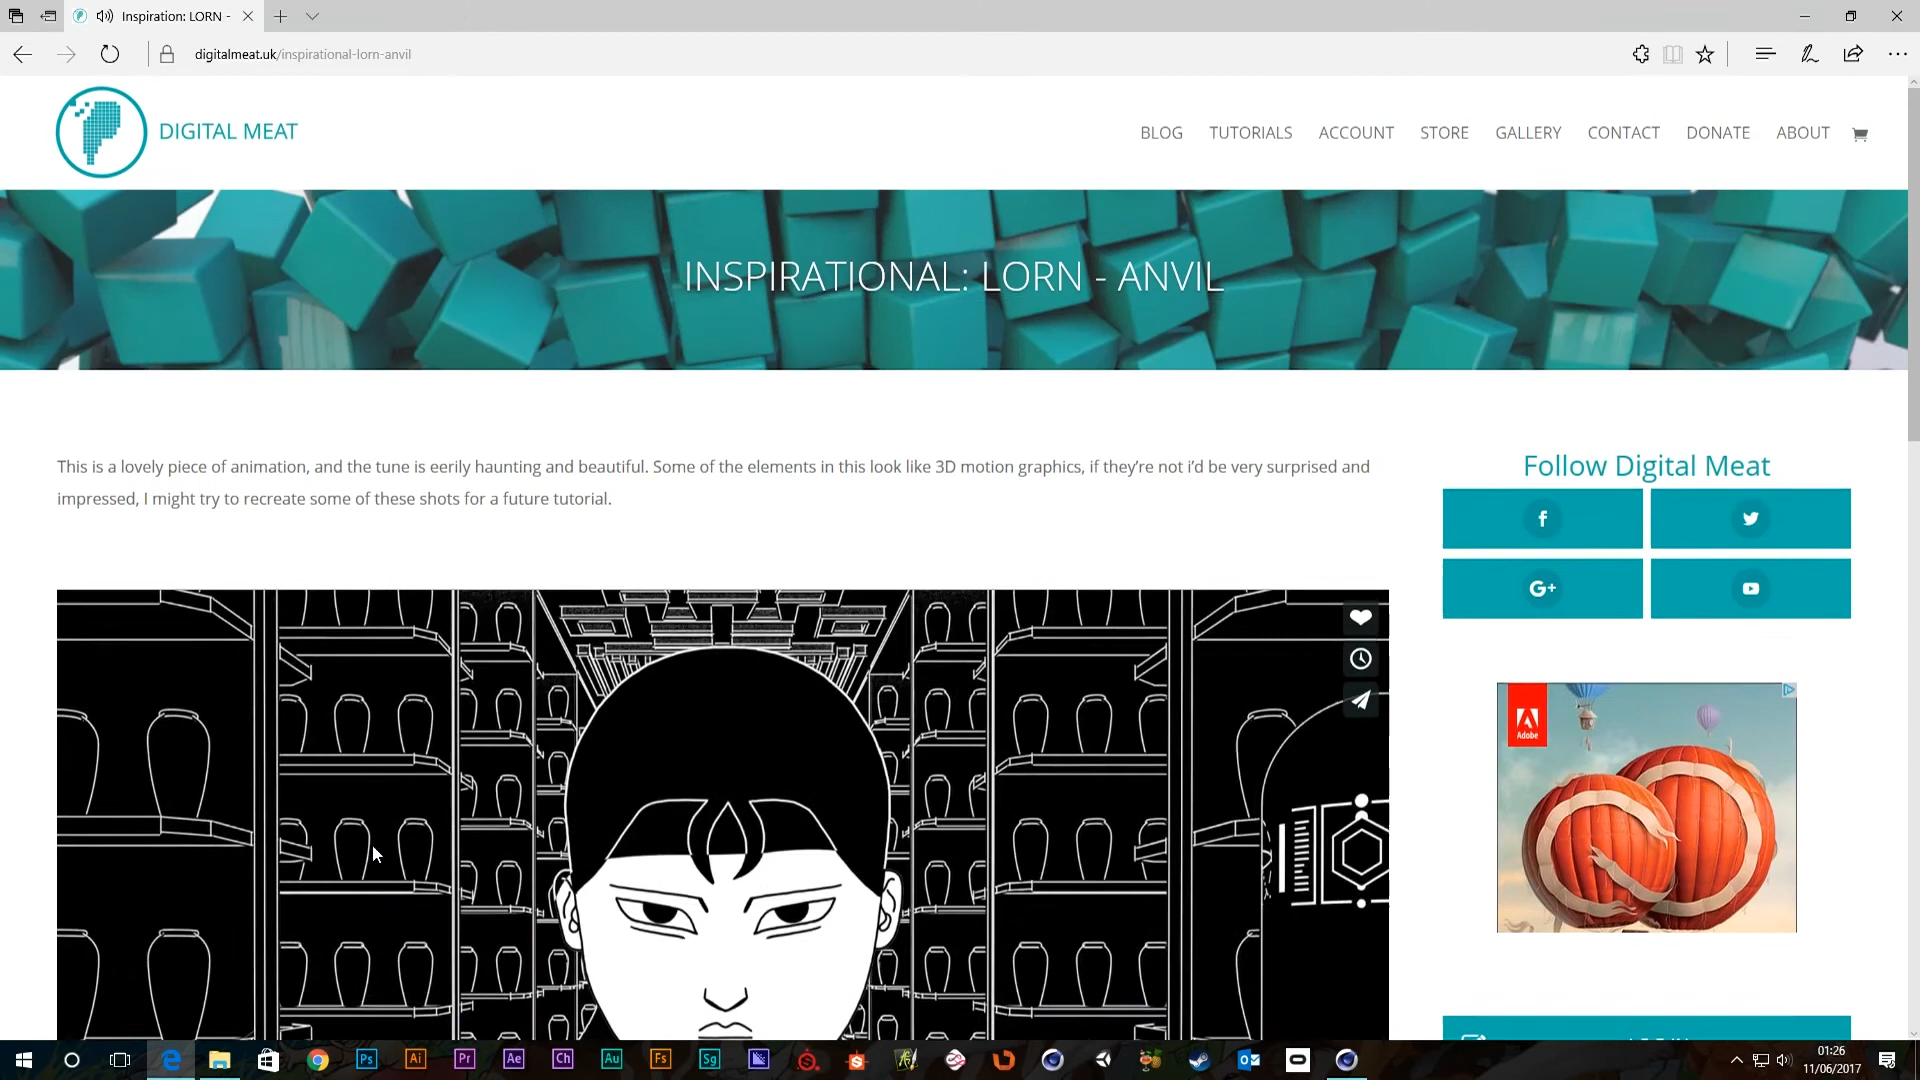 Inspiration: LORN -
digitalmeat.uk/inspirational-lorn-anvil
DIGITAL MEAT
BLOG TUTORIALS ACCOUNT STORE GALLERY CONTACT DONATE ABOUT
INSPIRATIONAL: LORN - ANVIL
This is a lovely piece of animation, and the tune is eerily haunting and beautiful. Some of the elements in this look like 3D motion graphics, if they're not i'd be very surprised and
impressed, I might try to recreate some of these shots for a future tutorial.
Follow Digital Meat
f
G+
Adobe
Ps Ai Pr Ae Ch Au Fs Sg
01:26
11/06/2017